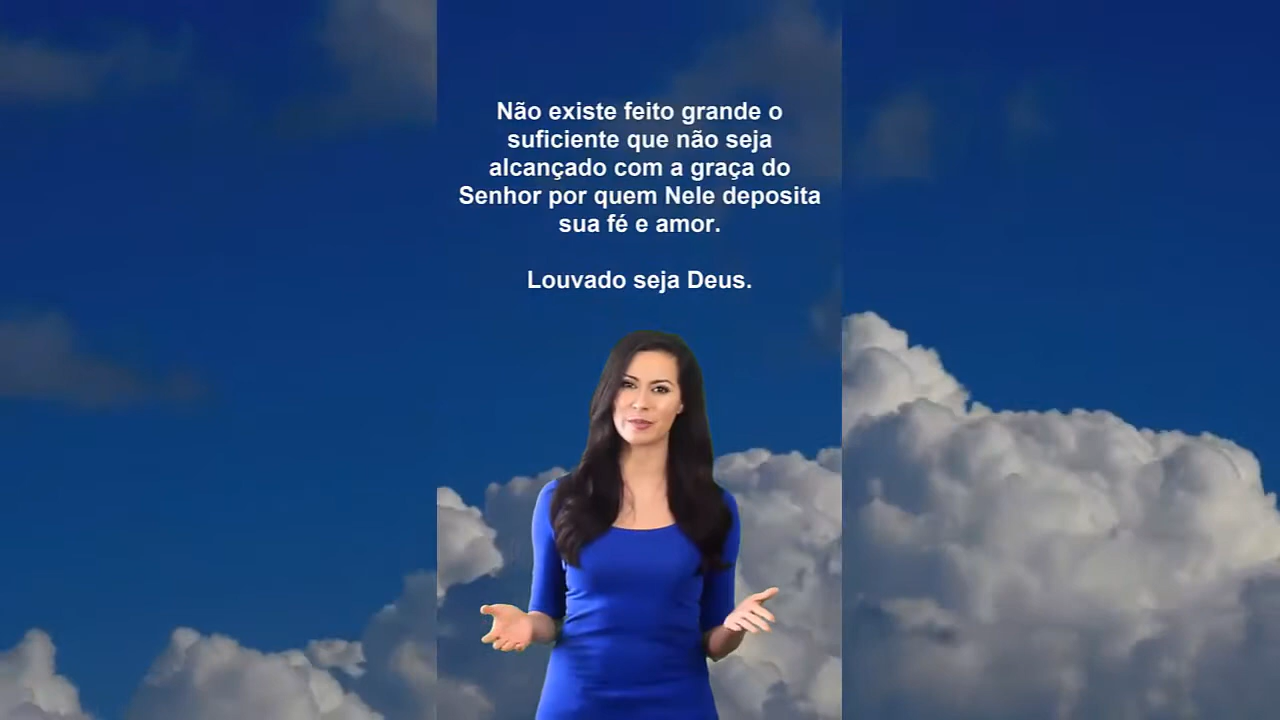 Não existe feito grande o
suficiente que não seja
alcançado com a graça do
Senhor por quem Nele deposita
sua fé e amor.
Louvado seja Deus.